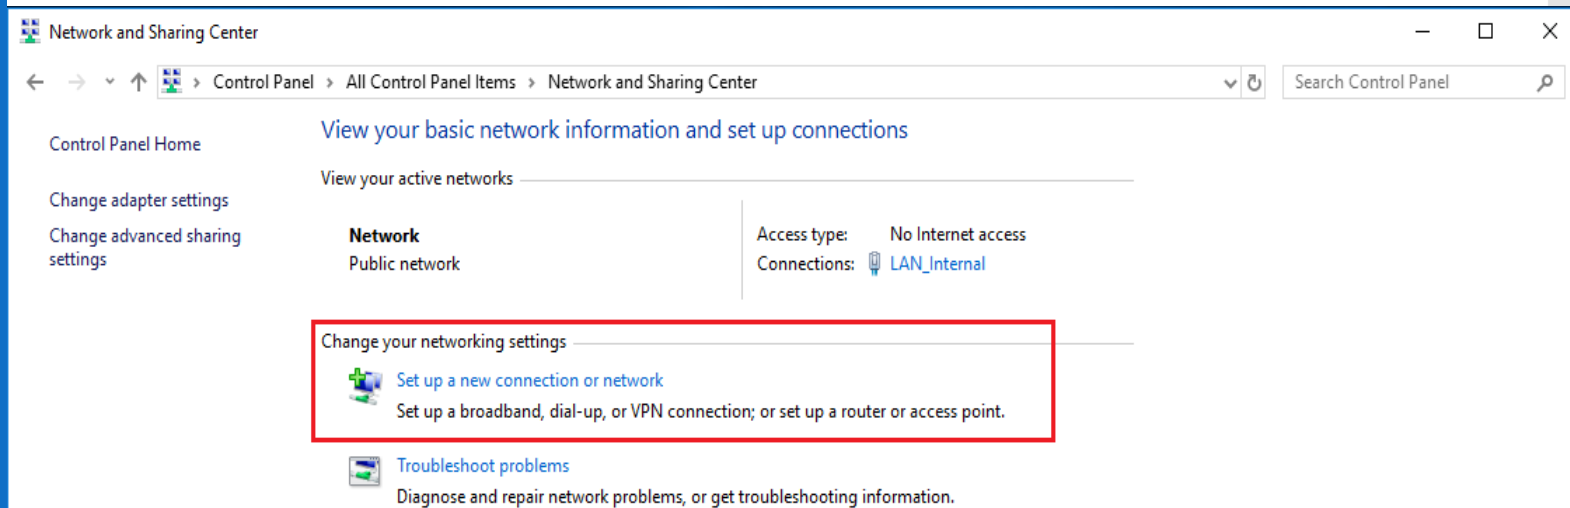 Network and Sharing Center
Control Panel > All Control Panel Items > Network and Sharing Center
Search Control Panel
Control Panel Home
Change adapter settings
Change advanced sharing
settings
View your basic network information and set up connections
View your active networks
Network
Public network
Access type: No Internet access
Connections: LAN_Internal
Change your networking settings
Set up a new connection or network
Set up a broadband, dial-up, or VPN connection; or set up a router or access point.
Troubleshoot problems
Diagnose and repair network problems, or get troubleshooting information.